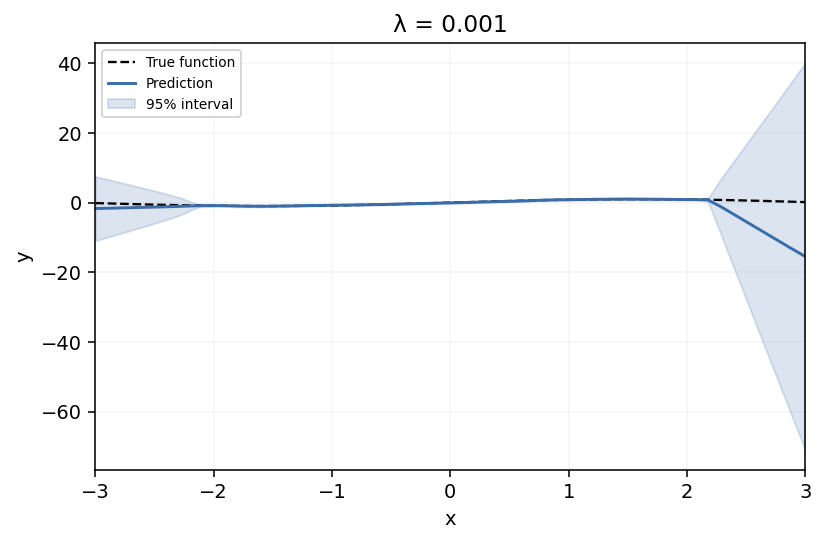 λ = 0.001
True function
Prediction
95% interval
40
20
0
−20
−40
−60
y
−3
−2
−1
0
1
2
3
x